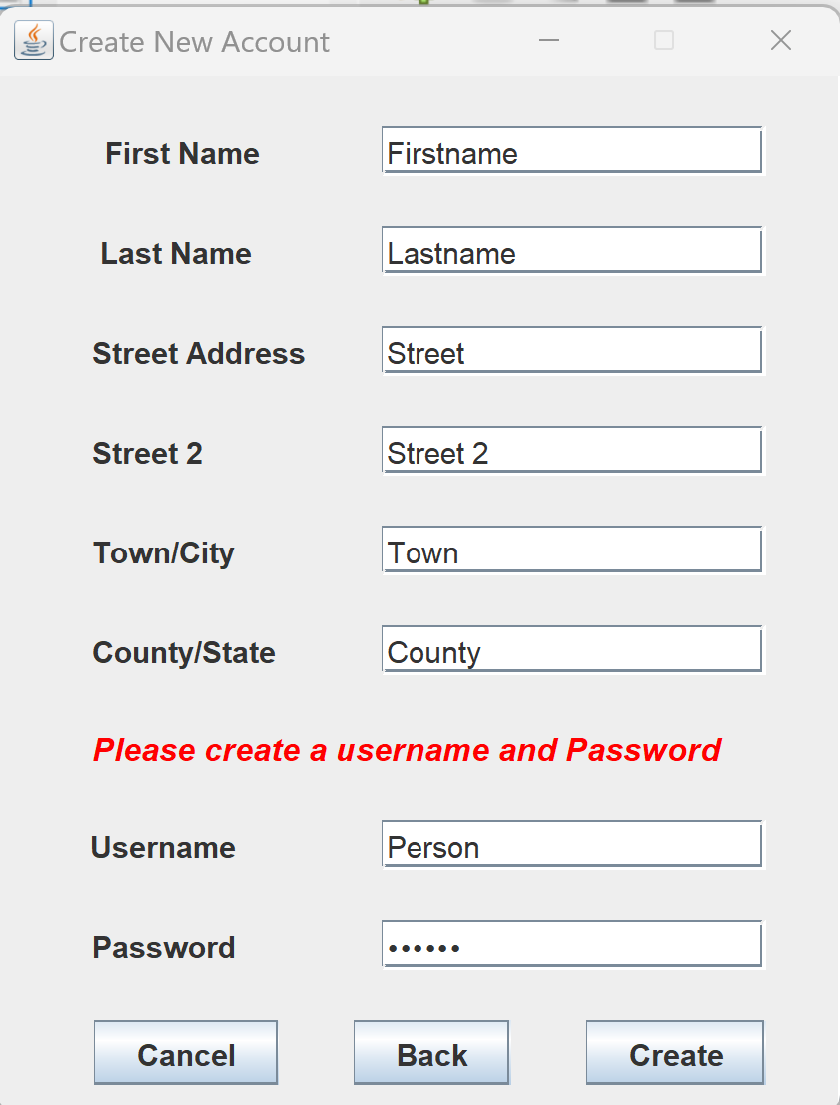 Create New Account
First Name Firstname
Last Name Lastname
Street Address Street
Street 2 Street 2
Town/City Town
County/State County
Please create a username and Password
Username Person
Password ••••••
Cancel Back Create